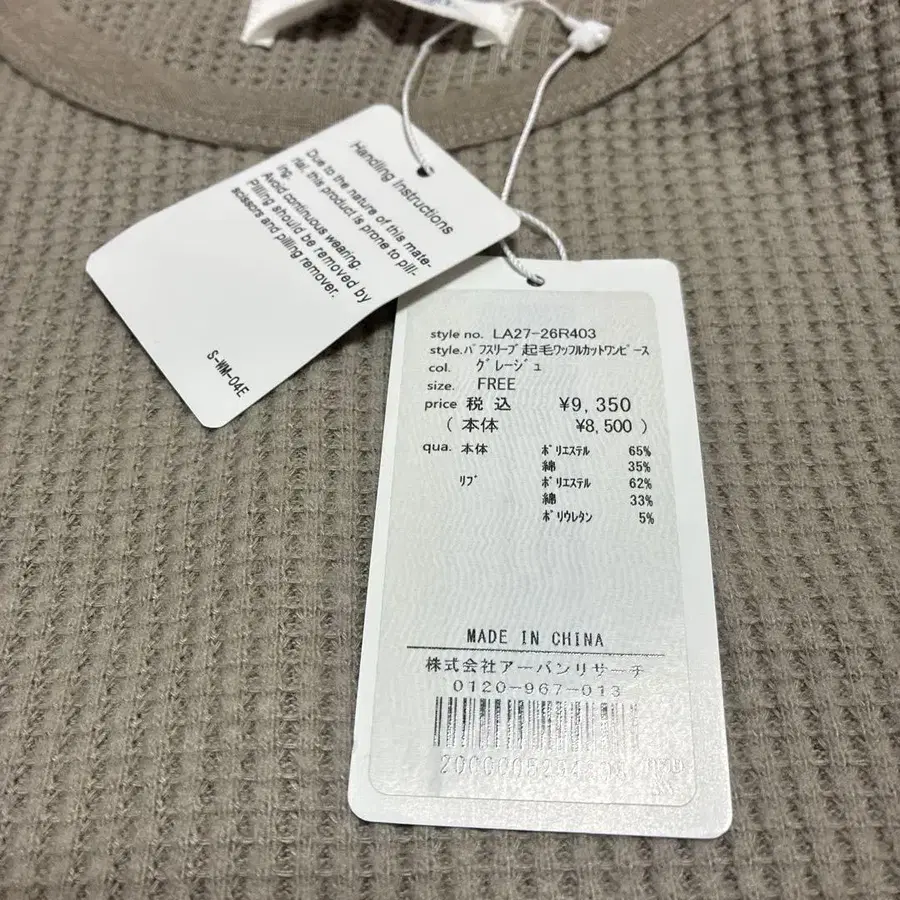 Handling Instructions
Due to the nature of this mate-
rial, this product is prone to pill-
ing.
Avoid continuous wearing.
Pilling should be removed by
scissors and pilling remover.
S-WM-04E
style no. LA27-26R403
style.ﾊﾟﾌｽﾘｰﾌﾞ起毛ﾜｯﾌﾙｶｯﾄﾜﾝﾋﾟｰｽ
col. ｸﾞﾚｰｼﾞｭ
size. FREE
price 税込 ¥9,350
(本体 ¥8,500)
qua. 本体 ﾎﾟﾘｴｽﾃﾙ 65%
綿 35%
ﾘﾌﾞ ﾎﾟﾘｴｽﾃﾙ 62%
綿 33%
ﾎﾟﾘｳﾚﾀﾝ 5%
MADE IN CHINA
株式会社アーバンリサーチ
0120-967-013